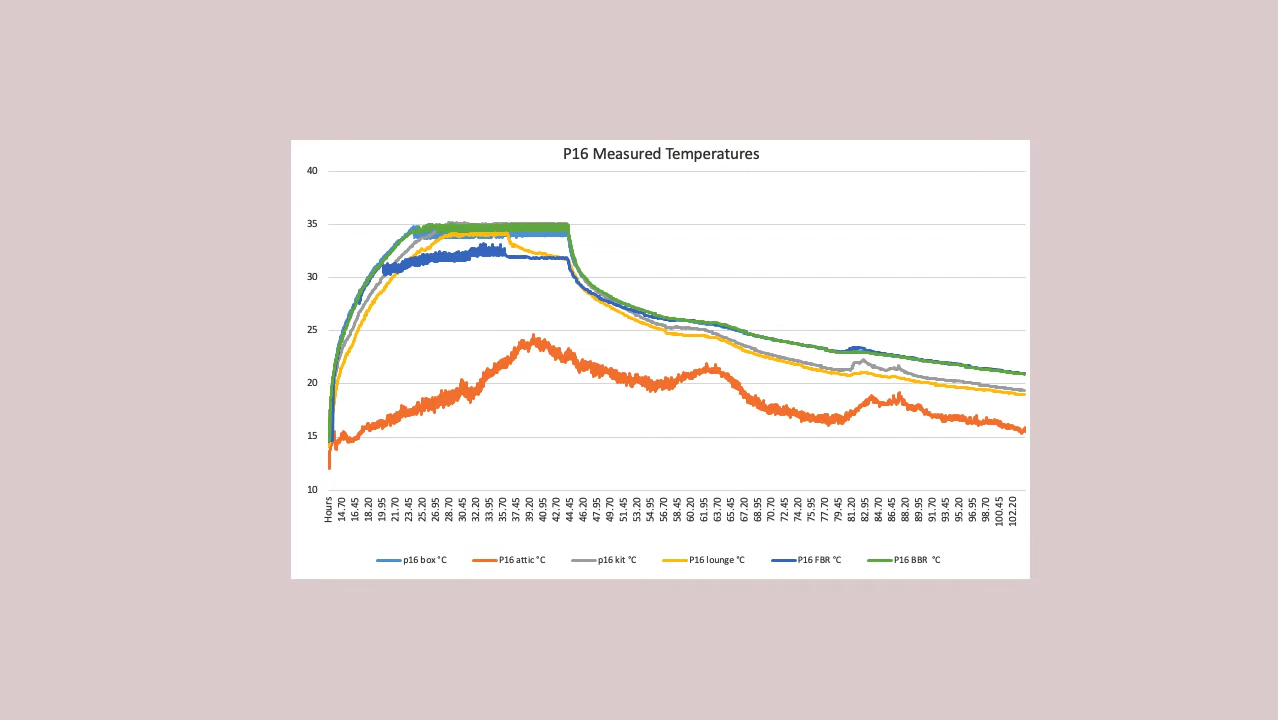 P16 Measured Temperatures
40
35
30
25
20
15
10
Hours 14.70 16.45 18.20 19.95 21.70 23.45 25.20 26.95 28.70 30.45 32.20 33.95 35.70 37.45 39.20 40.95 42.70 44.45 46.20 47.95 49.70 51.45 53.20 54.95 56.70 58.45 60.20 61.95 63.70 65.45 67.20 68.95 70.70 72.45 74.20 75.95 77.70 79.45 81.20 82.95 84.70 86.45 88.20 89.95 91.70 93.45 95.20 96.95 98.70 100.45 102.20
p16 box °C P16 attic °C p16 kit °C P16 lounge °C P16 FBR °C P16 BBR °C